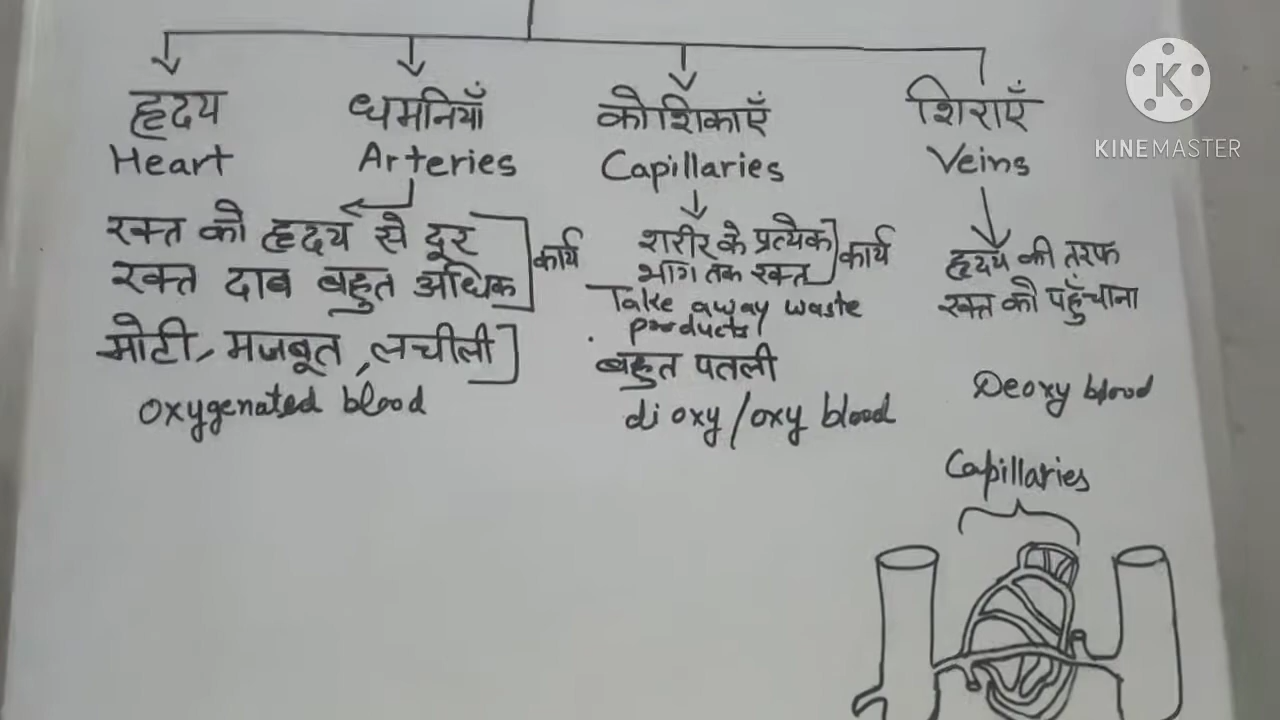 हृदय
Heart
धमनियाँ
Arteries
रक्त को हृदय से दूर
रक्त दाब बहुत अधिक
कार्य
मोटी, मजबूत, लचीली
Oxygenated blood
कोशिकाएँ
Capillaries
शरीर के प्रत्येक
भाग तक रक्त
कार्य
Take away waste
products
बहुत पतली
di oxy/oxy blood
शिराएँ
Veins
हृदय की तरफ
रक्त को पहुँचाना
Deoxy blood
Capillaries
K
KINEMASTER